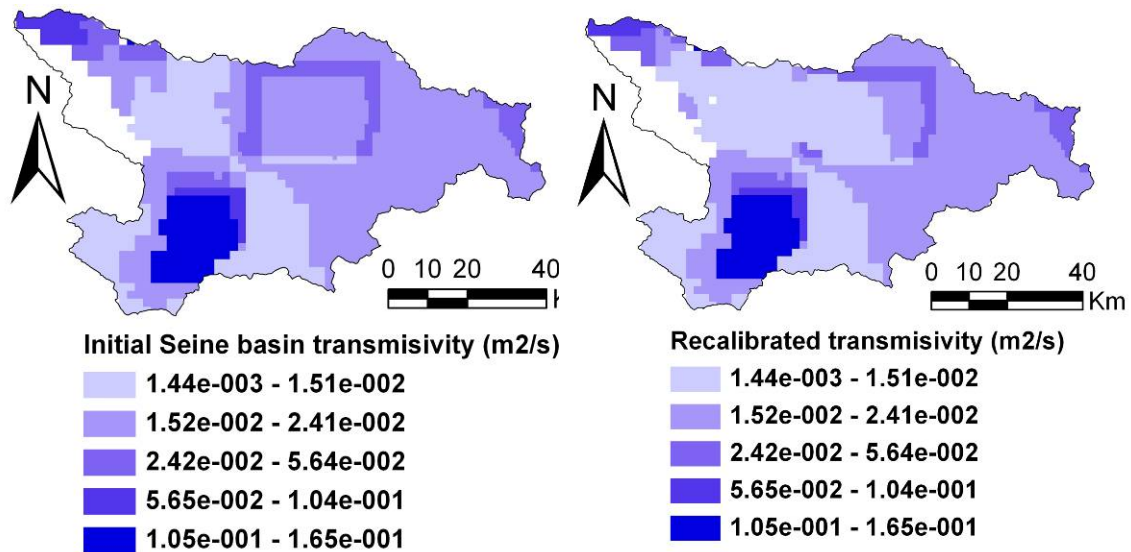 N
0 10 20 40
Initial Seine basin transmisivity (m2/s)
1.44e-003 - 1.51e-002
1.52e-002 - 2.41e-002
2.42e-002 - 5.64e-002
5.65e-002 - 1.04e-001
1.05e-001 - 1.65e-001
N
0 10 20 40
Km
Recalibrated transmisivity (m2/s)
1.44e-003 - 1.51e-002
1.52e-002 - 2.41e-002
2.42e-002 - 5.64e-002
5.65e-002 - 1.04e-001
1.05e-001 - 1.65e-001